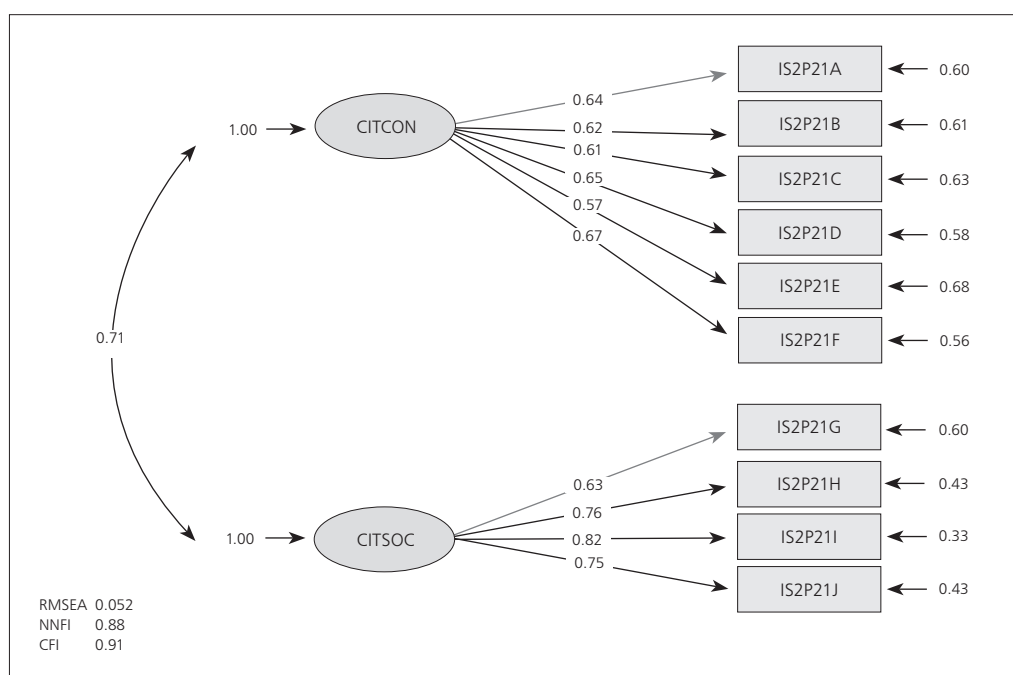 IS2P21A
0.60
0.64
1.00
CITCON
0.62
IS2P21B
0.61
0.61
IS2P21C
0.63
0.65
IS2P21D
0.58
0.57
IS2P21E
0.68
0.67
IS2P21F
0.56
0.71
IS2P21G
0.60
0.63
IS2P21H
0.43
0.76
1.00
CITSOC
0.82
IS2P21I
0.33
0.75
IS2P21J
0.43
RMSEA 0.052
NNFI 0.88
CFI 0.91